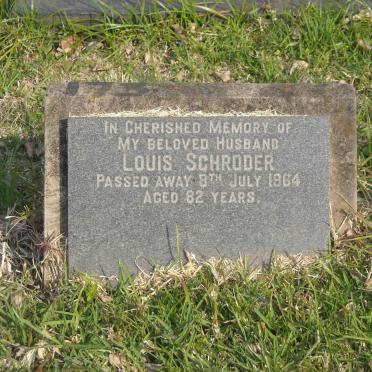 In Cherished Memory of
My Beloved Husband
Louis Schroder
Passed away 9th July 1964
Aged 82 years.